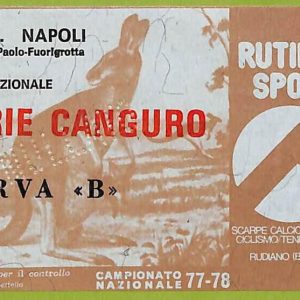 . NAPOLI
Paolo-Fuorigrotta
ZIONALE
RIE CANGURO
RVA «B»
per il controllo
CAMPIONATO
NAZIONALE 77-78
RUTI
SPO
SCARPE CALCIO
CICLISMO/TEN
RUDIANO (B